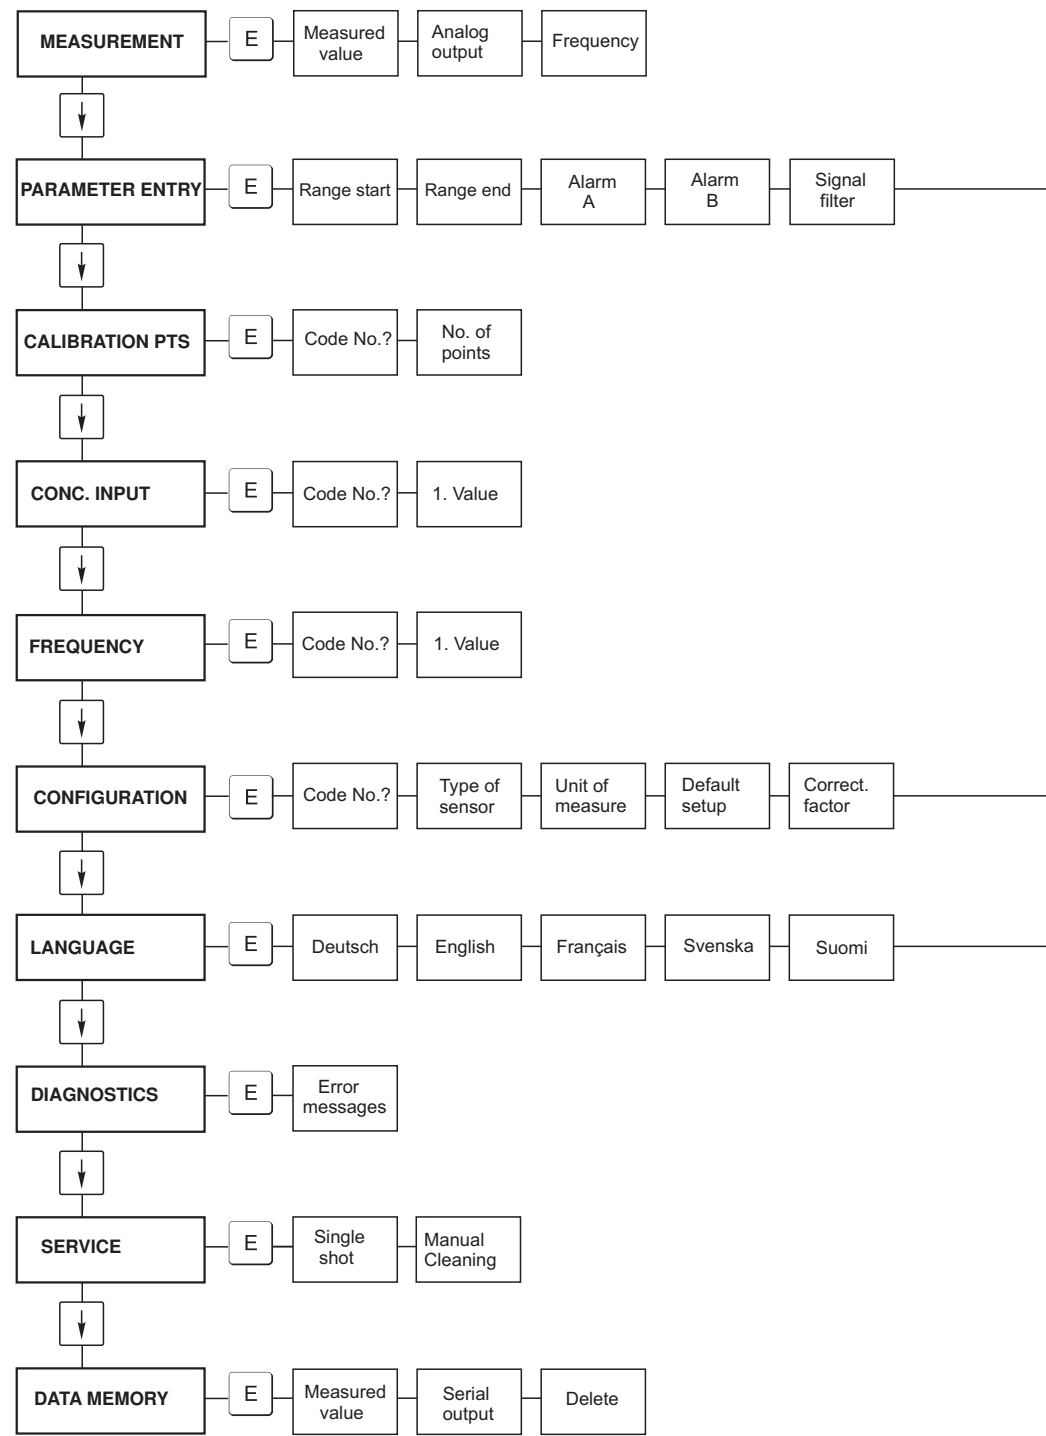 MEASUREMENT
E
Measured
value
Analog
output
Frequency
PARAMETER ENTRY
E
Range start
Range end
Alarm
A
Alarm
B
Signal
filter
CALIBRATION PTS
E
Code No.?
No. of
points
CONC. INPUT
E
Code No.?
1. Value
FREQUENCY
E
Code No.?
1. Value
CONFIGURATION
E
Code No.?
Type of
sensor
Unit of
measure
Default
setup
Correct.
factor
LANGUAGE
E
Deutsch
English
Français
Svenska
Suomi
DIAGNOSTICS
E
Error
messages
SERVICE
E
Single
shot
Manual
Cleaning
DATA MEMORY
E
Measured
value
Serial
output
Delete